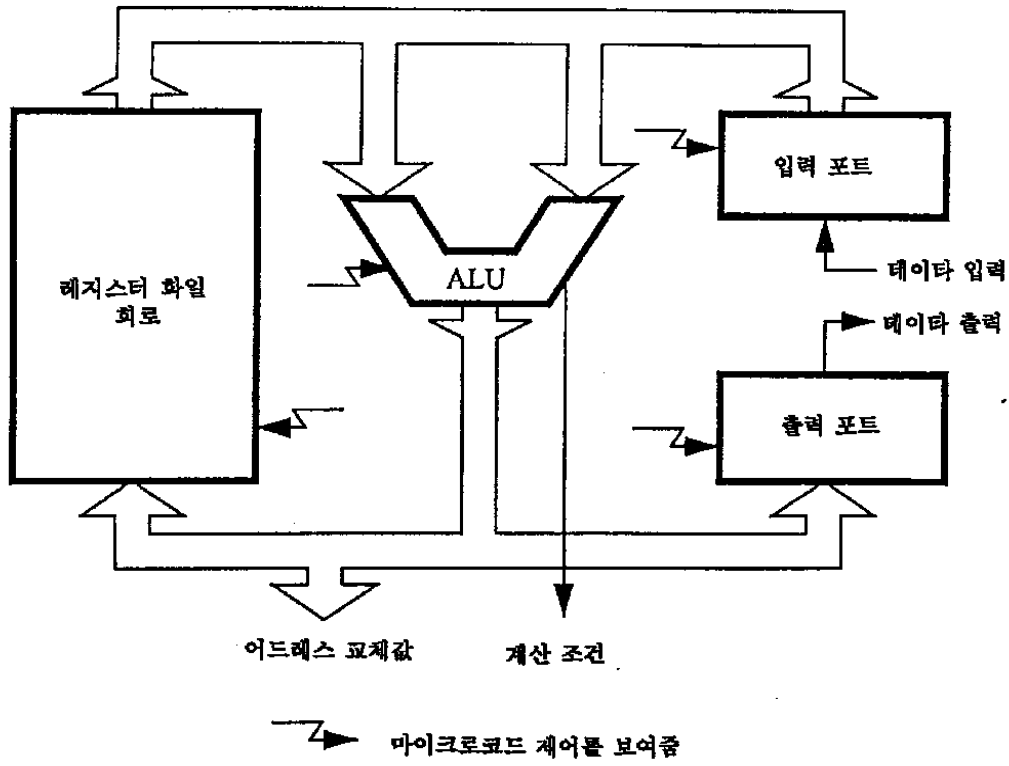 입력 포트
레지스터 화일
회로
ALU
데이타 입력
데이타 출력
출력 포트
어드레스 교체값
계산 조건
마이크로코드 제어를 보여줌